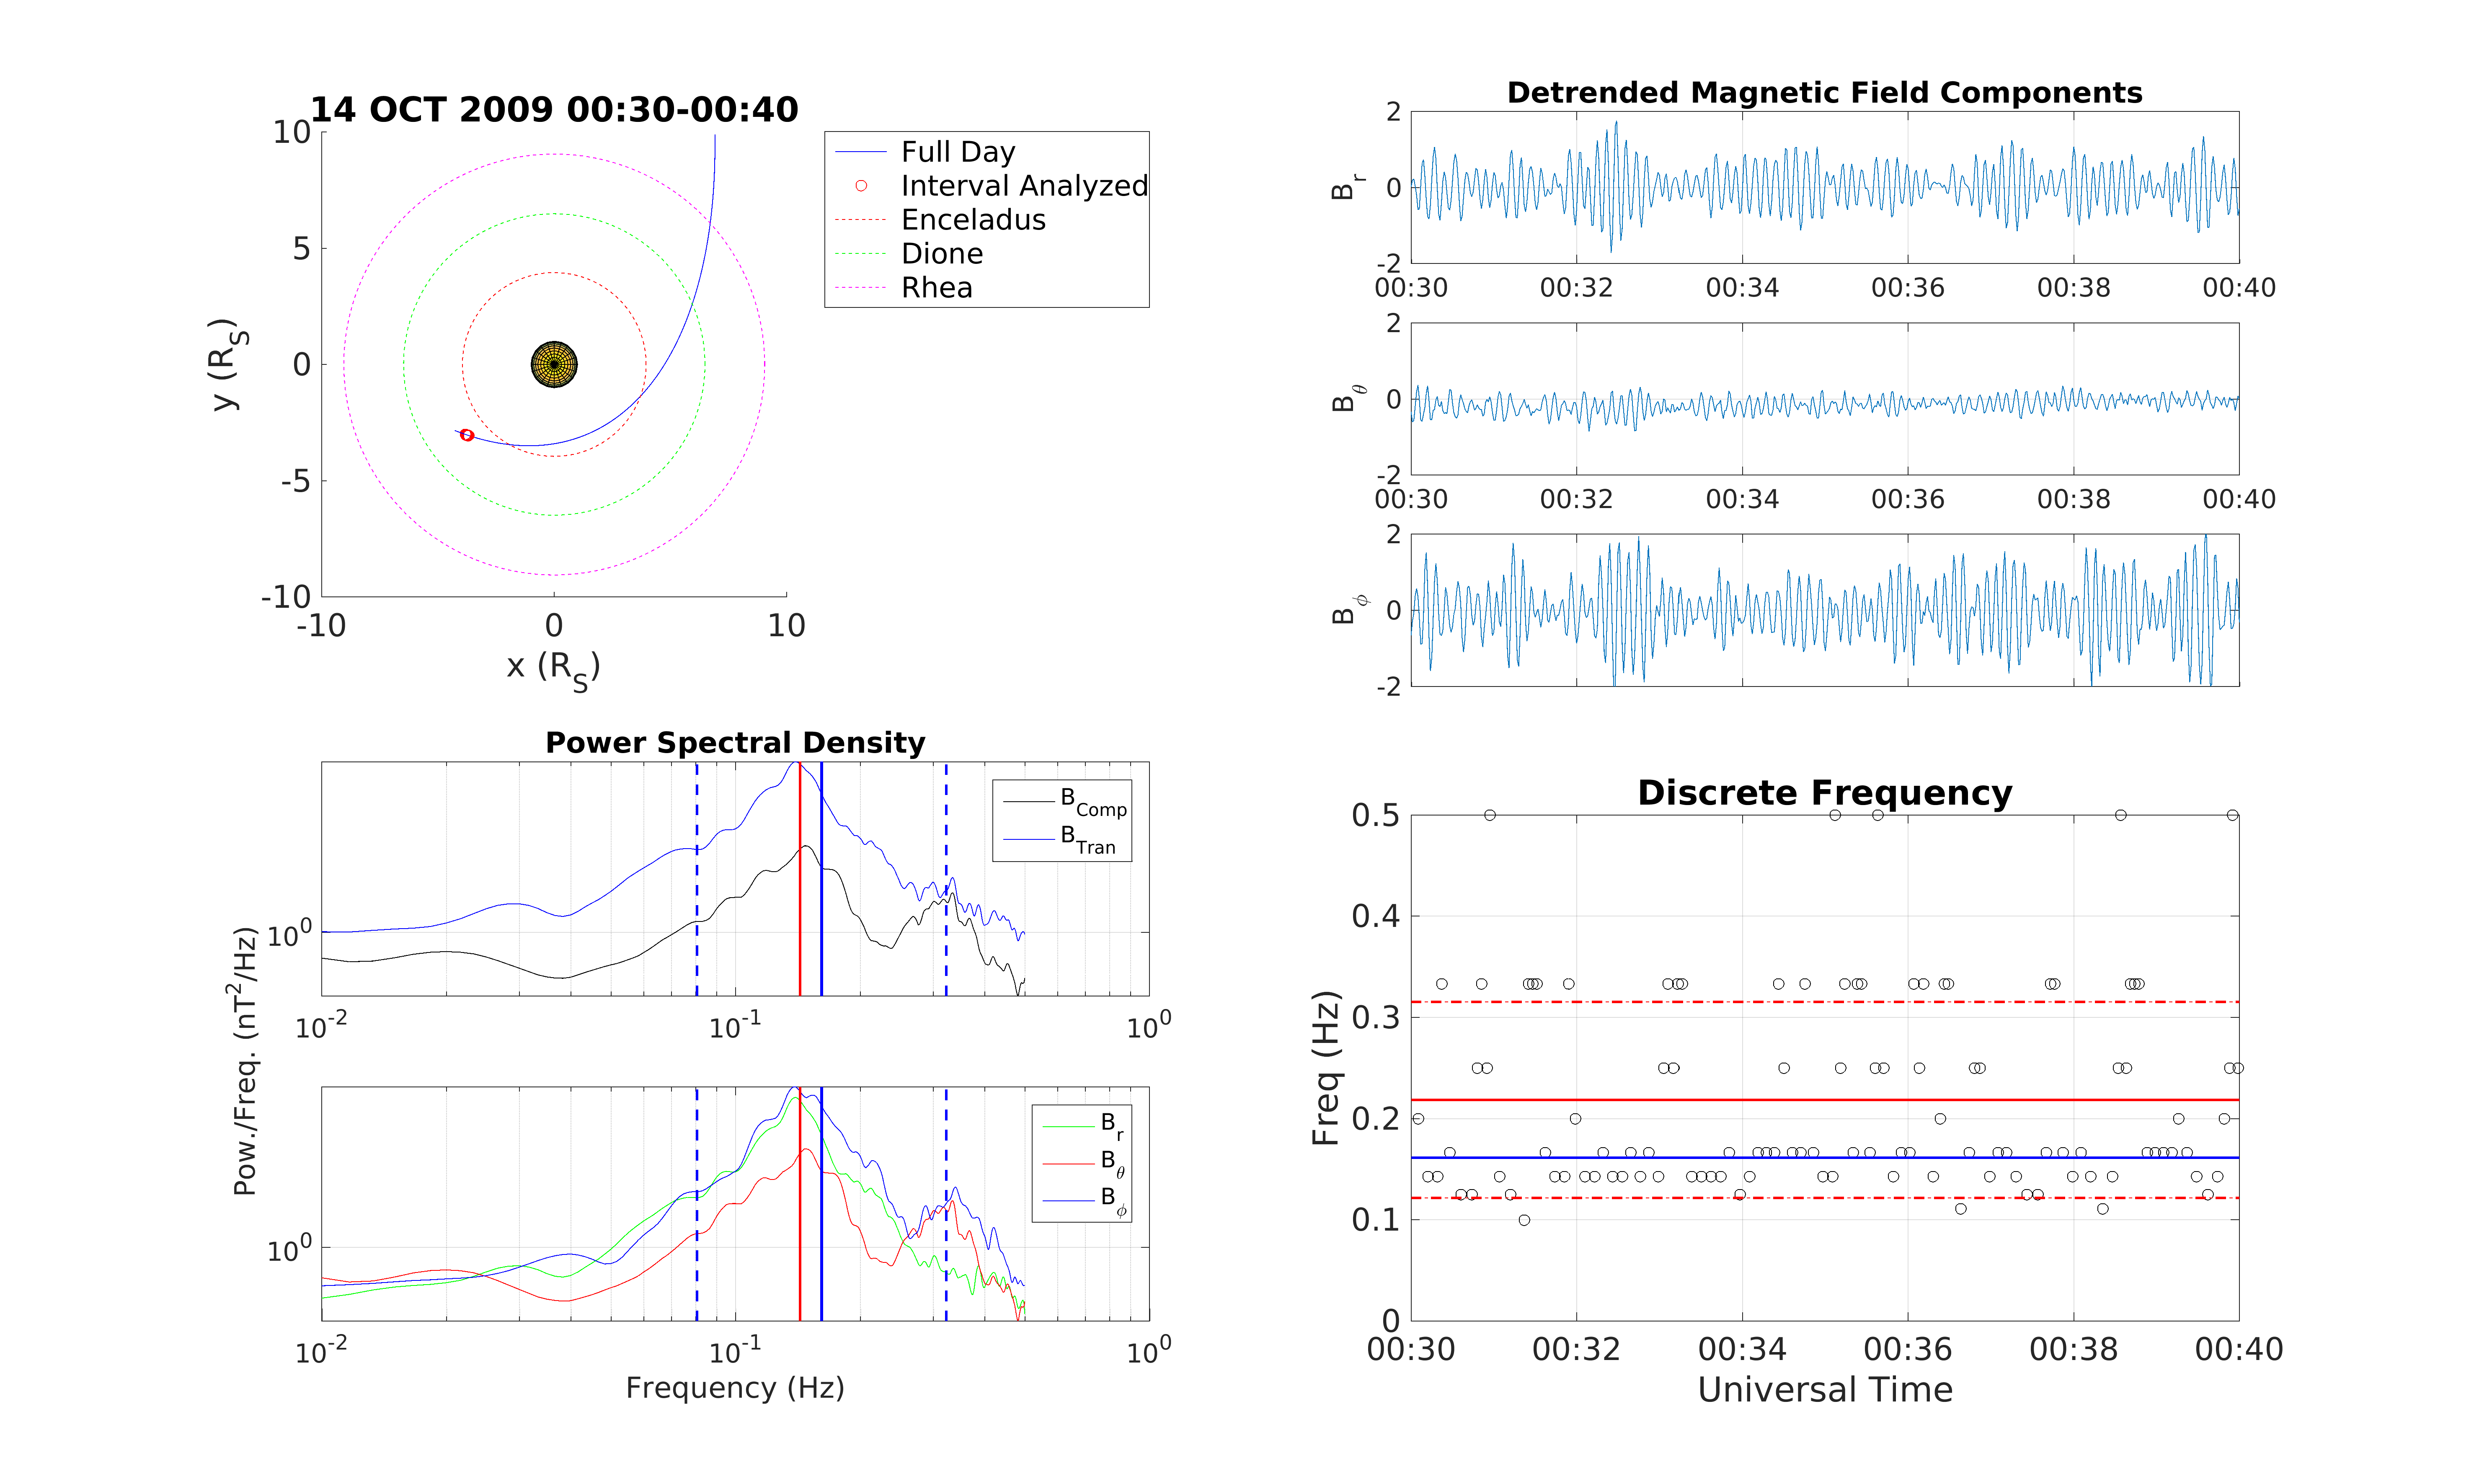 14 OCT 2009 00:30-00:40
10
5
0
-5
-10
-10 0 10
y (R_S)
x (R_S)
Full Day
Interval Analyzed
Enceladus
Dione
Rhea
Detrended Magnetic Field Components
2
0
-2
B_r
00:30 00:32 00:34 00:36 00:38 00:40
2
0
-2
B_θ
00:30 00:32 00:34 00:36 00:38 00:40
2
0
-2
B_ϕ
Power Spectral Density
B_Comp
B_Tran
10^0
10^-2 10^-1 10^0
Pow./Freq. (nT^2/Hz)
B_r
B_θ
B_ϕ
10^0
10^-2 10^-1 10^0
Frequency (Hz)
Discrete Frequency
0.5
0.4
0.3
0.2
0.1
0
Freq (Hz)
00:30 00:32 00:34 00:36 00:38 00:40
Universal Time